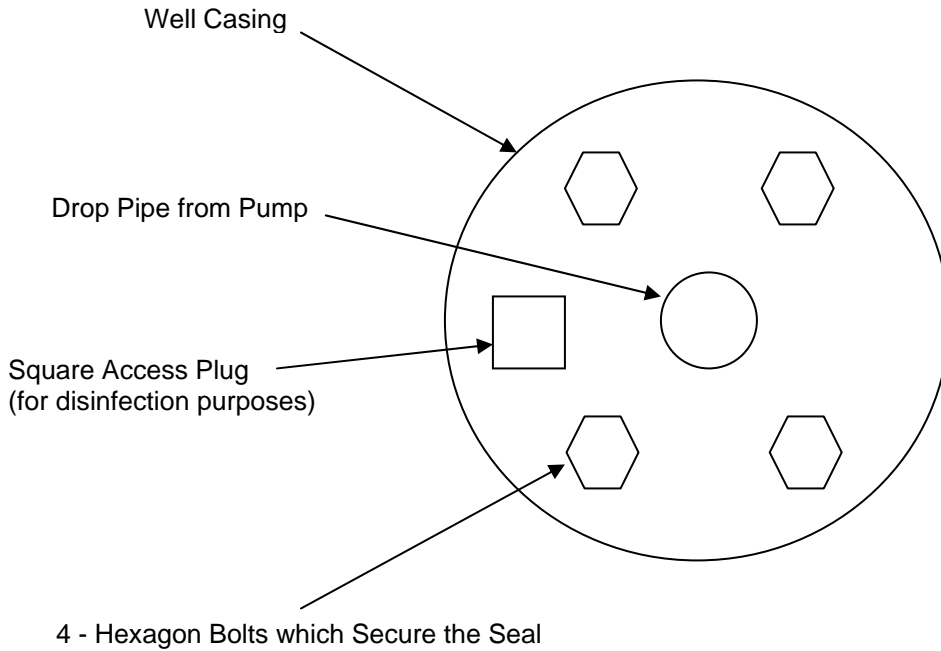 Well Casing
Drop Pipe from Pump
Square Access Plug
(for disinfection purposes)
4 - Hexagon Bolts which Secure the Seal